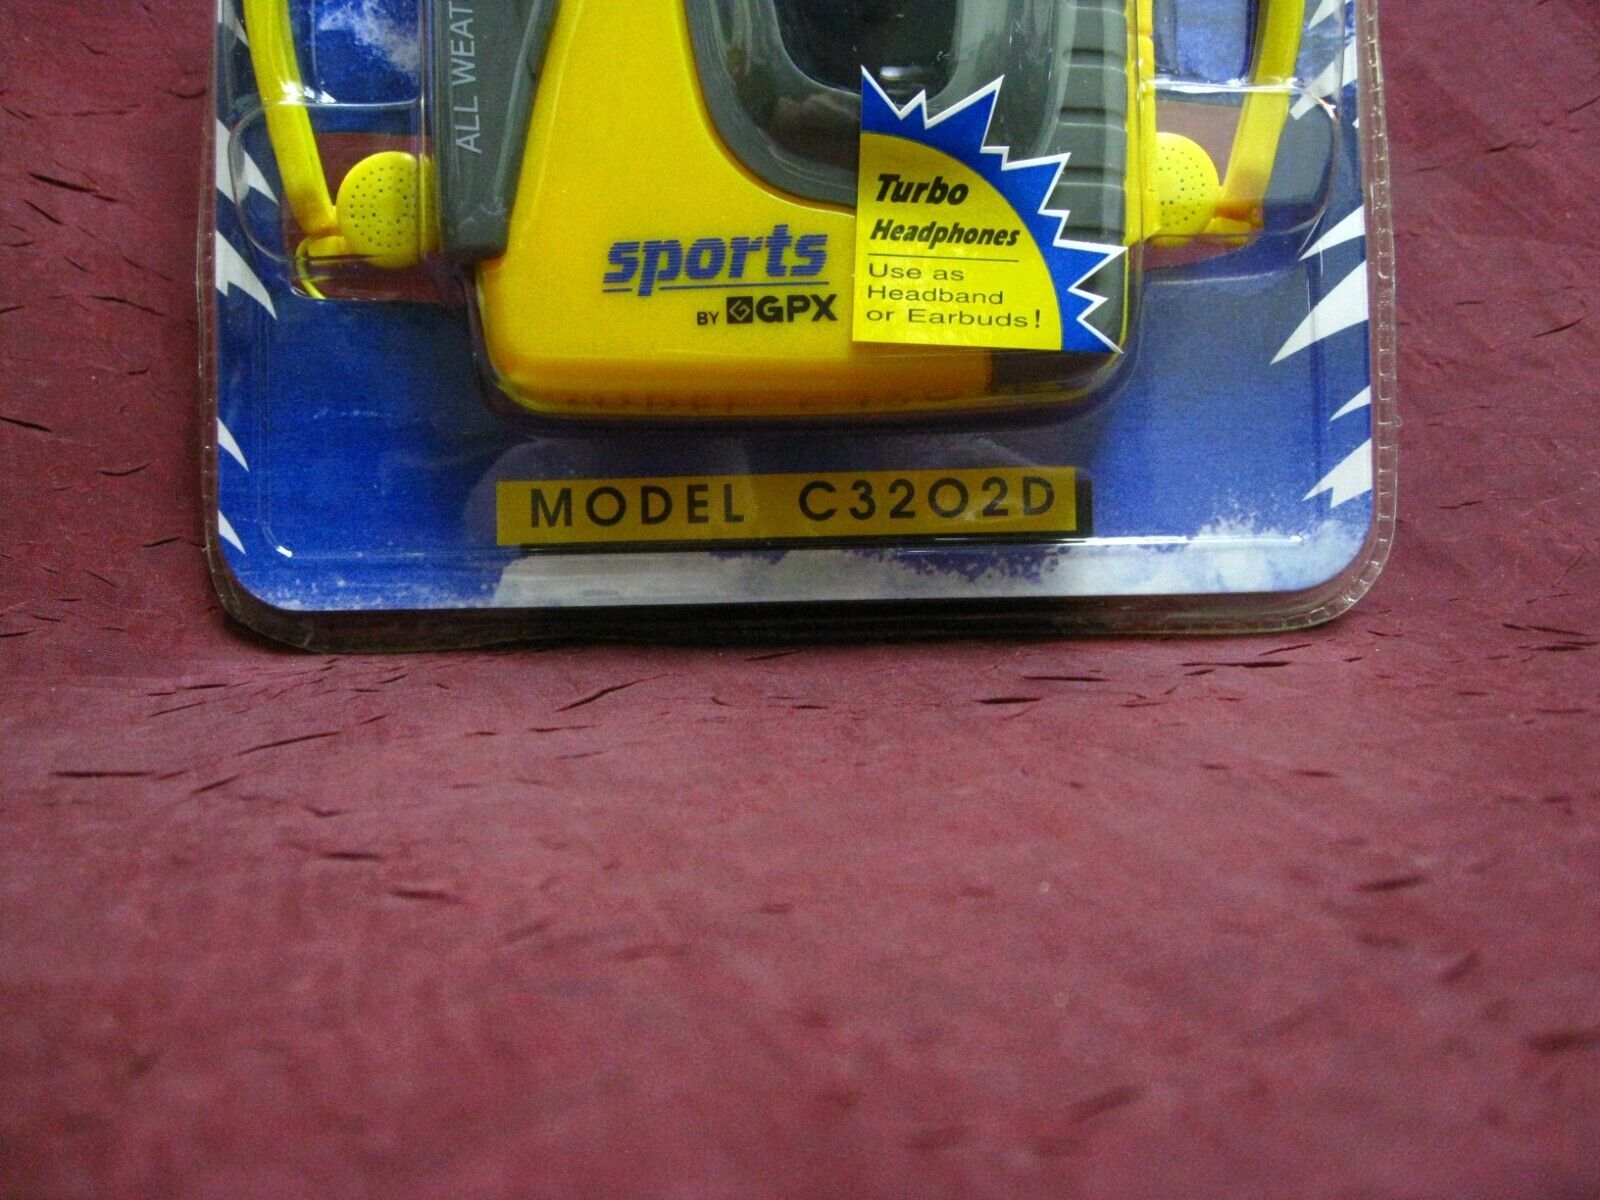 ALL WEAT
sports
BY GPX
Turbo
Headphones
Use as
Headband
or Earbuds!
MODEL C3202D